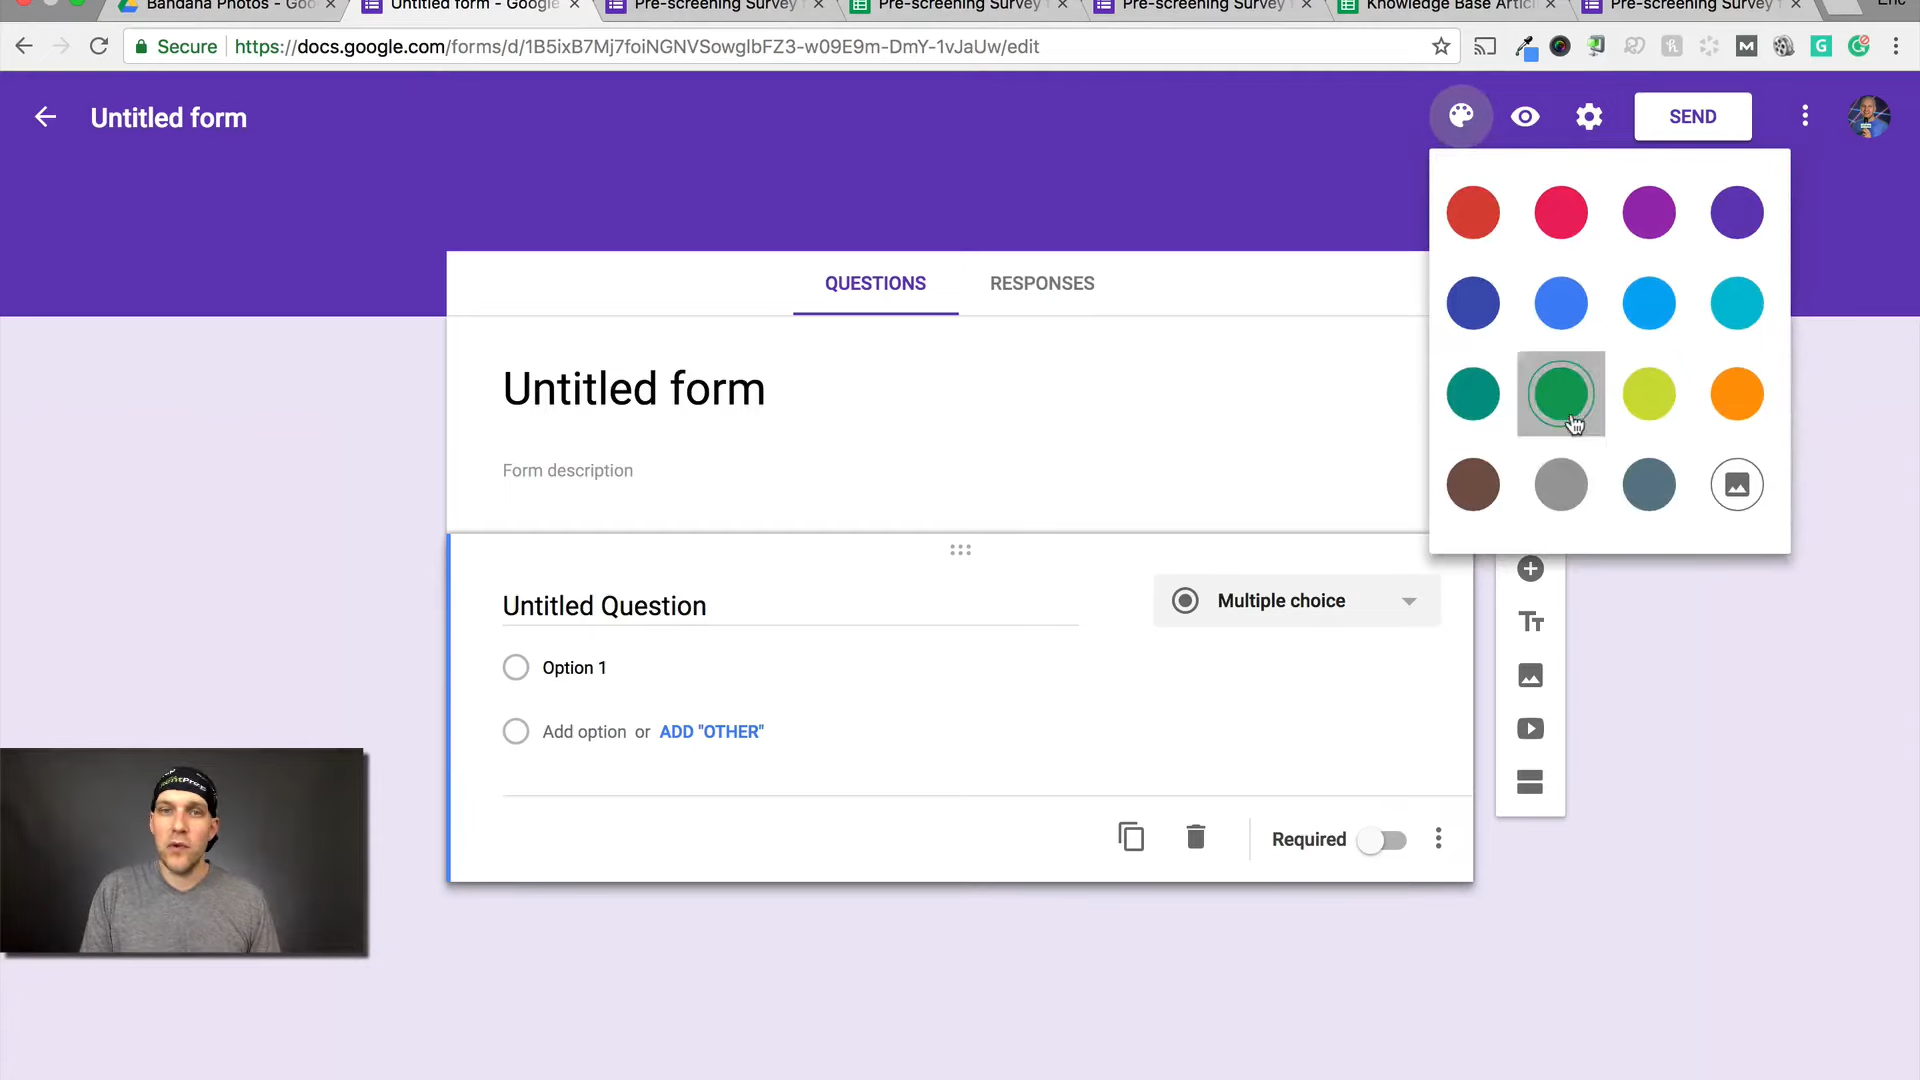 Bandana Photos - Goo
Untitled form - Google
Pre-screening Survey
Pre-screening Survey
Pre-screening Survey
Knowledge Base Articl
Pre-screening Survey
Eric
Secure
https://docs.google.com/forms/d/1B5ixB7Mj7foiNGNVSowglbFZ3-w09E9m-DmY-1vJaUw/edit
Untitled form
SEND
QUESTIONS
RESPONSES
Untitled form
Form description
Untitled Question
Multiple choice
Option 1
Add option or ADD "OTHER"
Required